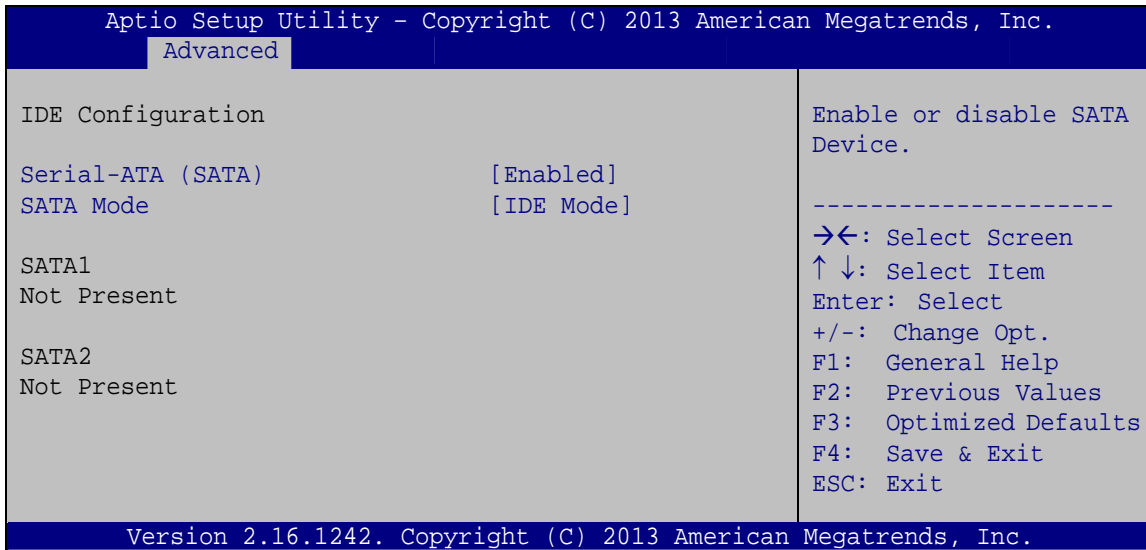 Aptio Setup Utility – Copyright (C) 2013 American Megatrends, Inc.
Advanced
IDE Configuration
Serial-ATA (SATA) [Enabled]
SATA Mode [IDE Mode]
SATA1
Not Present
SATA2
Not Present
Enable or disable SATA
Device.
---------------------
→←: Select Screen
↑ ↓: Select Item
Enter: Select
+/-: Change Opt.
F1: General Help
F2: Previous Values
F3: Optimized Defaults
F4: Save & Exit
ESC: Exit
Version 2.16.1242. Copyright (C) 2013 American Megatrends, Inc.